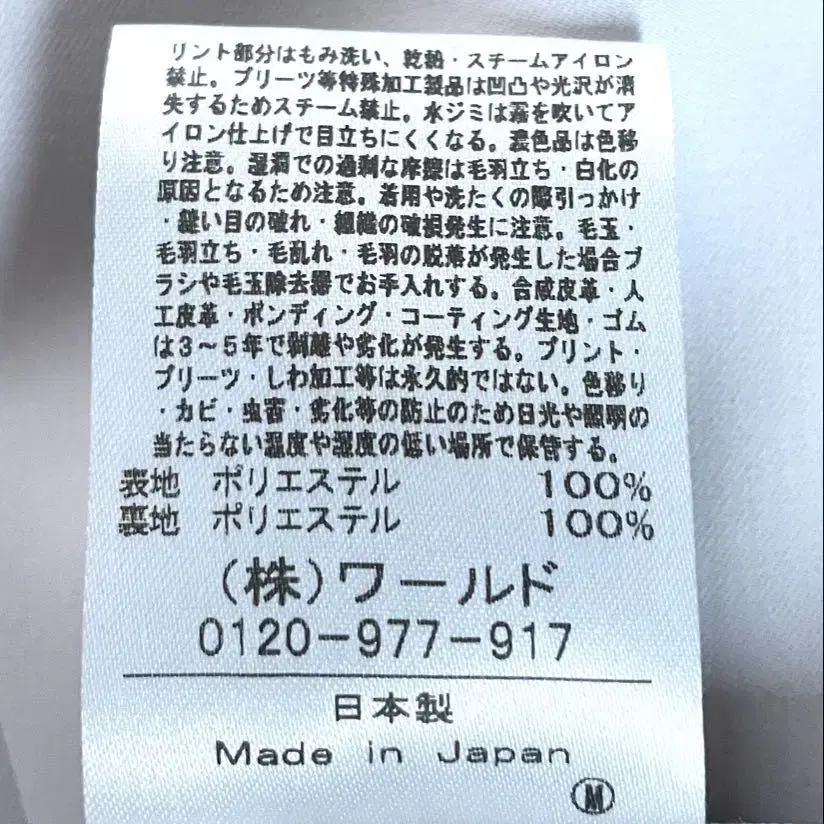 リント部分はもみ洗い、乾燥・スチームアイロン
禁止。プリーツ等特殊加工製品は凹凸や光沢が消
失するためスチーム禁止。水ジミは霧を吹いてア
イロン仕上げで目立ちにくくなる。濃色品は色移
り注意。湿潤での過剰な摩擦は毛羽立ち・白化の
原因となるため注意。着用や洗たくの際引っかけ
・縫い目の破れ・組織の破損発生に注意。毛玉・
毛羽立ち・毛乱れ・毛羽の脱落が発生した場合ブ
ラシや毛玉除去器でお手入れする。合成皮革・人
工皮革・ボンディング・コーティング生地・ゴム
は3~5年で剥離や劣化が発生する。プリント・
プリーツ・しわ加工等は永久的ではない。色移り
・カビ・虫害・劣化等の防止のため日光や照明の
当たらない温度や湿度の低い場所で保管する。
表地 ポリエステル 100%
裏地 ポリエステル 100%
(株)ワールド
0120-977-917
日本製
Made in Japan
M